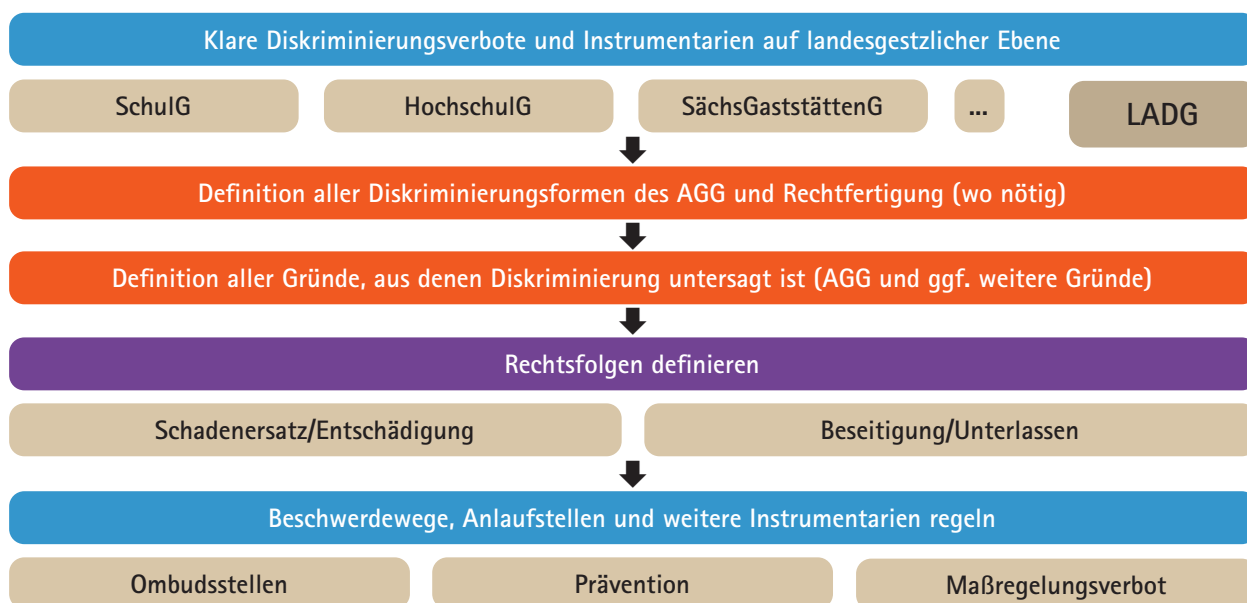 Klare Diskriminierungsverbote und Instrumentarien auf landesgestzlicher Ebene
SchulG
HochschulG
SächsGaststättenG
...
LADG
Definition aller Diskriminierungsformen des AGG und Rechtfertigung (wo nötig)
Definition aller Gründe, aus denen Diskriminierung untersagt ist (AGG und ggf. weitere Gründe)
Rechtsfolgen definieren
Schadenersatz/Entschädigung
Beseitigung/Unterlassen
Beschwerdewege, Anlaufstellen und weitere Instrumentarien regeln
Ombudsstellen
Prävention
Maßregelungsverbot